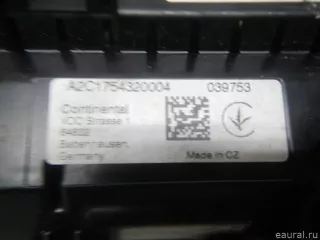 A2C1754320004 039753
Continental
VDO Strasse 1
64832
Babenhausen,
Germany
Made in CZ
eaural.ru